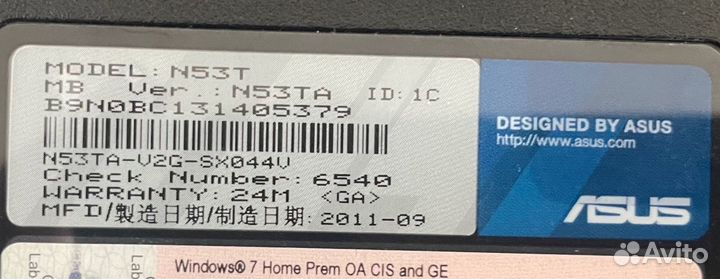 MODEL: N53T
MB Ver.: N53TA ID: 1C
B9N0BC131405379
N53TA-V2G-SX044V
Check Number: 6540
WARRANTY: 24M <GA>
MFD/製造日期/制造日期: 2011-09
DESIGNED BY ASUS
http://www.asus.com
ASUS
Windows® 7 Home Prem OA CIS and GE
Avito